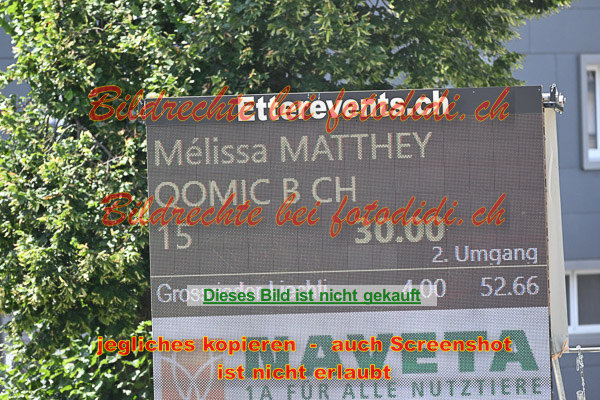 Etterevents.ch
Bildrechte bei fotodidi.ch
Mélissa MATTHEY
QOMIC B CH
Bildrechte bei fotodidi.ch
15 30.00
2. Umgang
4.00 52.66
Dieses Bild ist nicht gekauft
NAVETA
jegliches kopieren - auch Screenshot
ist nicht erlaubt
1A FÜR ALLE NUTZTIERE